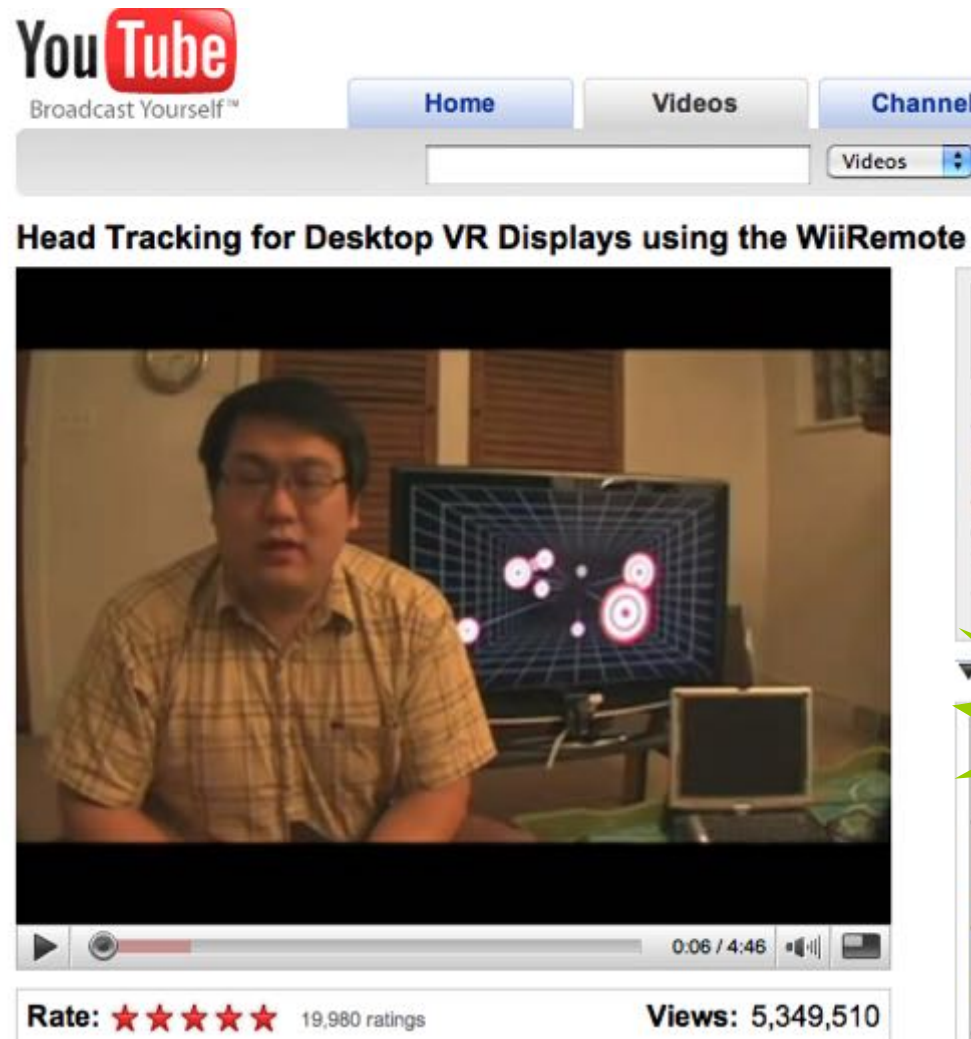 YouTube
Broadcast Yourself™
Home
Videos
Channel
Videos
Head Tracking for Desktop VR Displays using the WiiRemote
0:06 / 4:46
Rate:
19,980 ratings
Views: 5,349,510